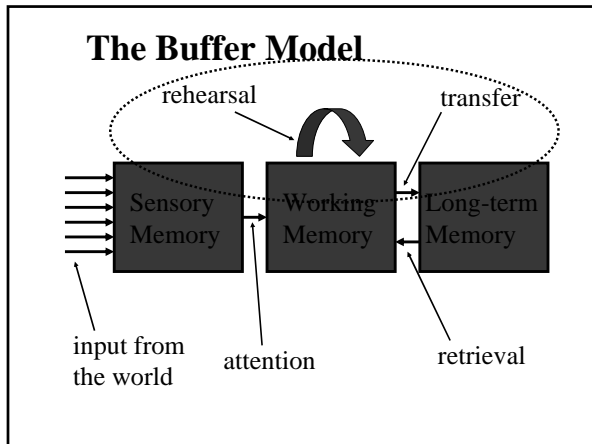 The Buffer Model
rehearsal
transfer
Sensory
Memory
Working
Memory
Long-term
Memory
input from
the world
attention
retrieval